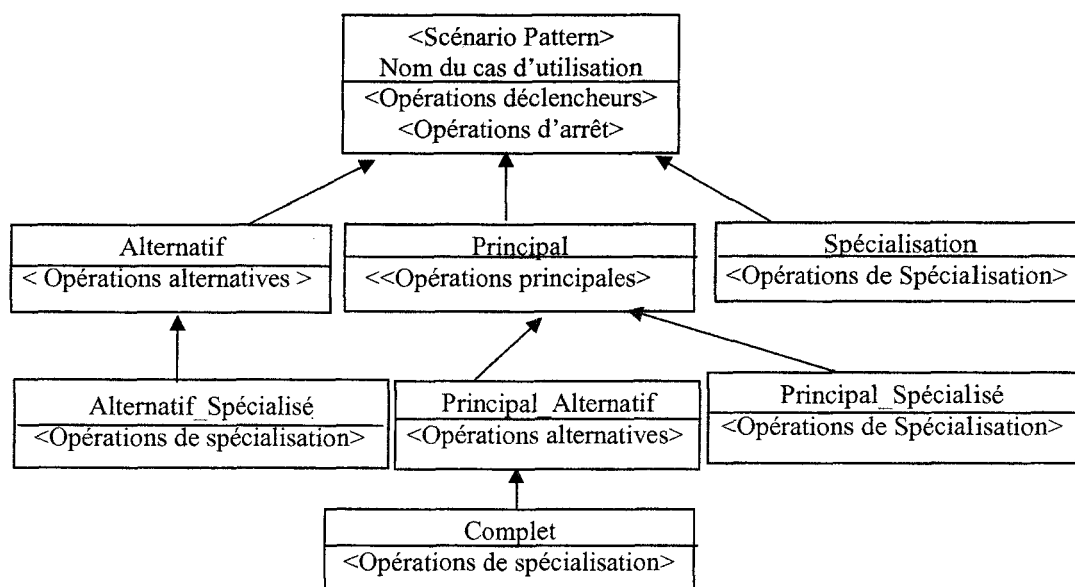 <Scénario Pattern>
Nom du cas d'utilisation
<Opérations déclencheurs>
<Opérations d'arrêt>
Alternatif
< Opérations alternatives >
Principal
<<Opérations principales>
Spécialisation
<Opérations de Spécialisation>
Alternatif_Spécialisé
<Opérations de spécialisation>
Principal_Alternatif
<Opérations alternatives>
Principal_Spécialisé
<Opérations de Spécialisation>
Complet
<Opérations de spécialisation>